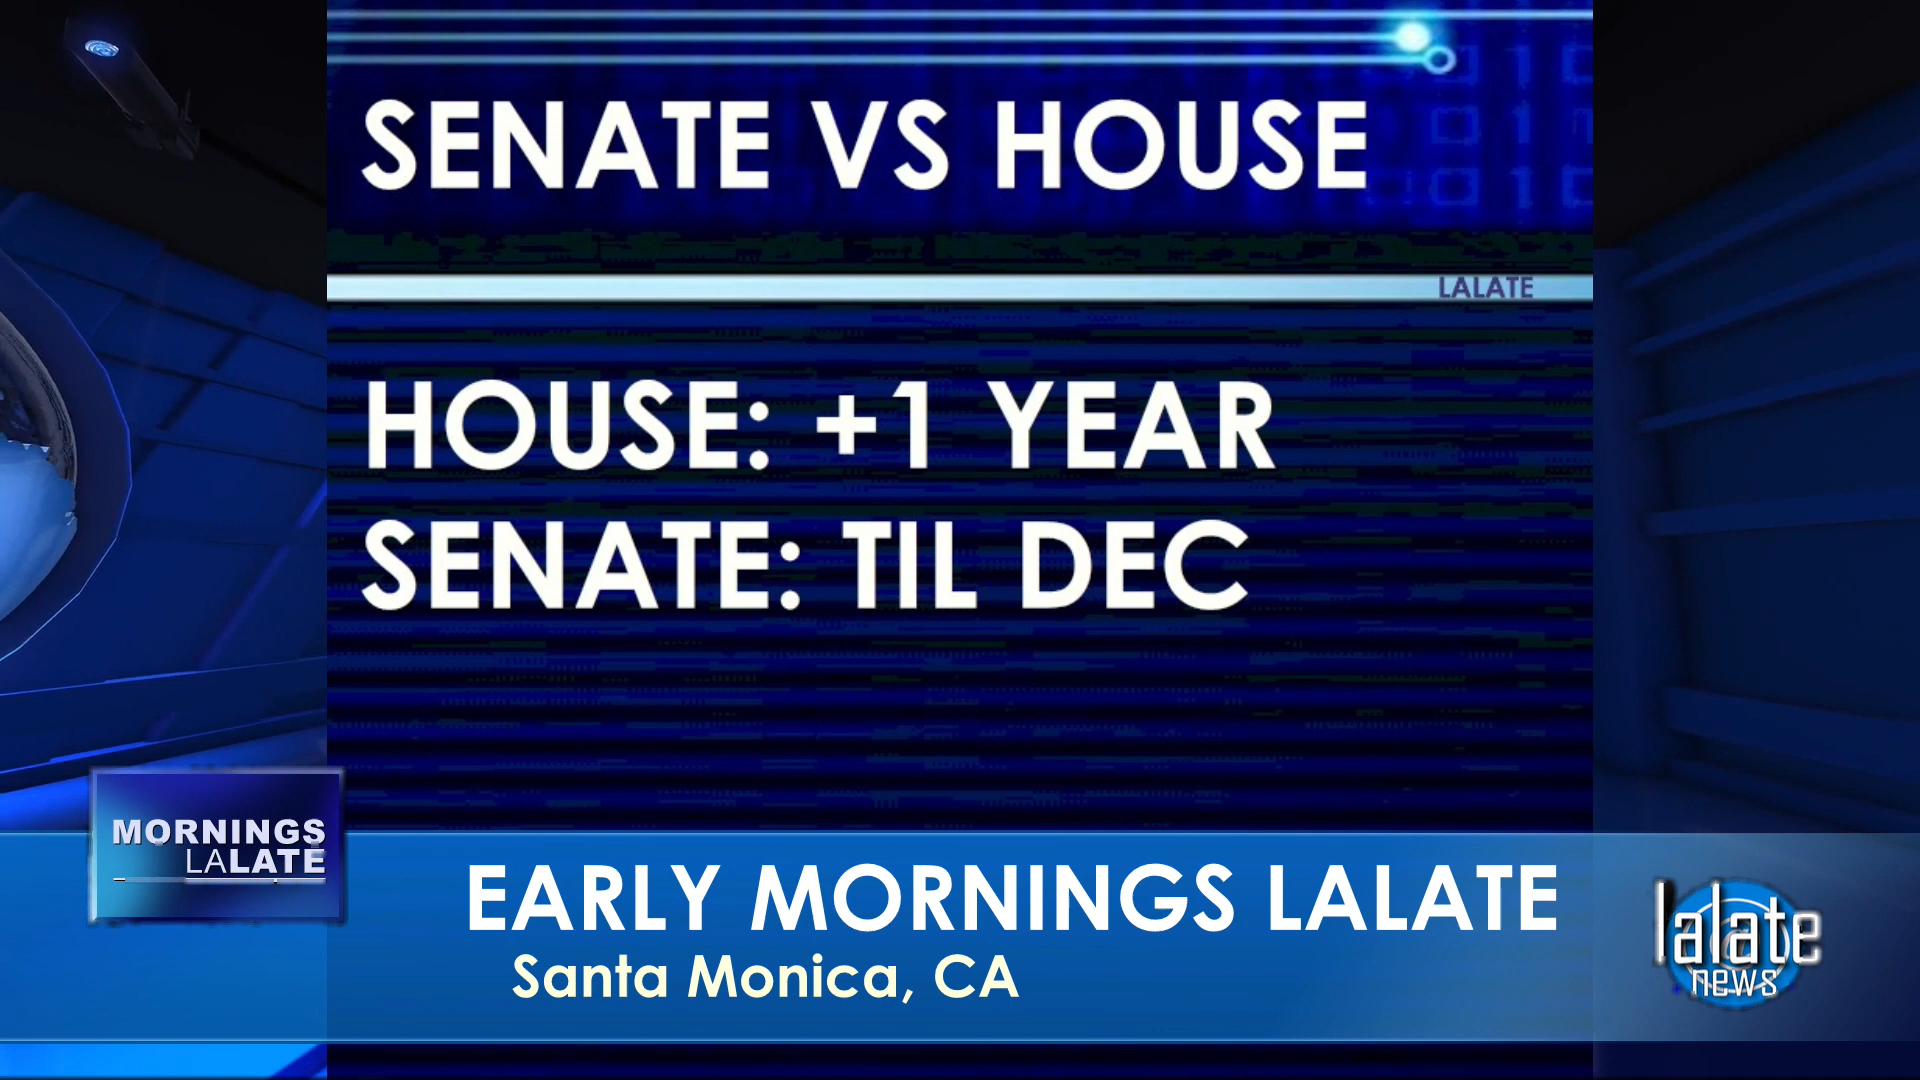 SENATE VS HOUSE
LALATE
HOUSE: +1 YEAR
SENATE: TIL DEC
MORNINGS
LALATE
EARLY MORNINGS LALATE
Santa Monica, CA
lalate
news